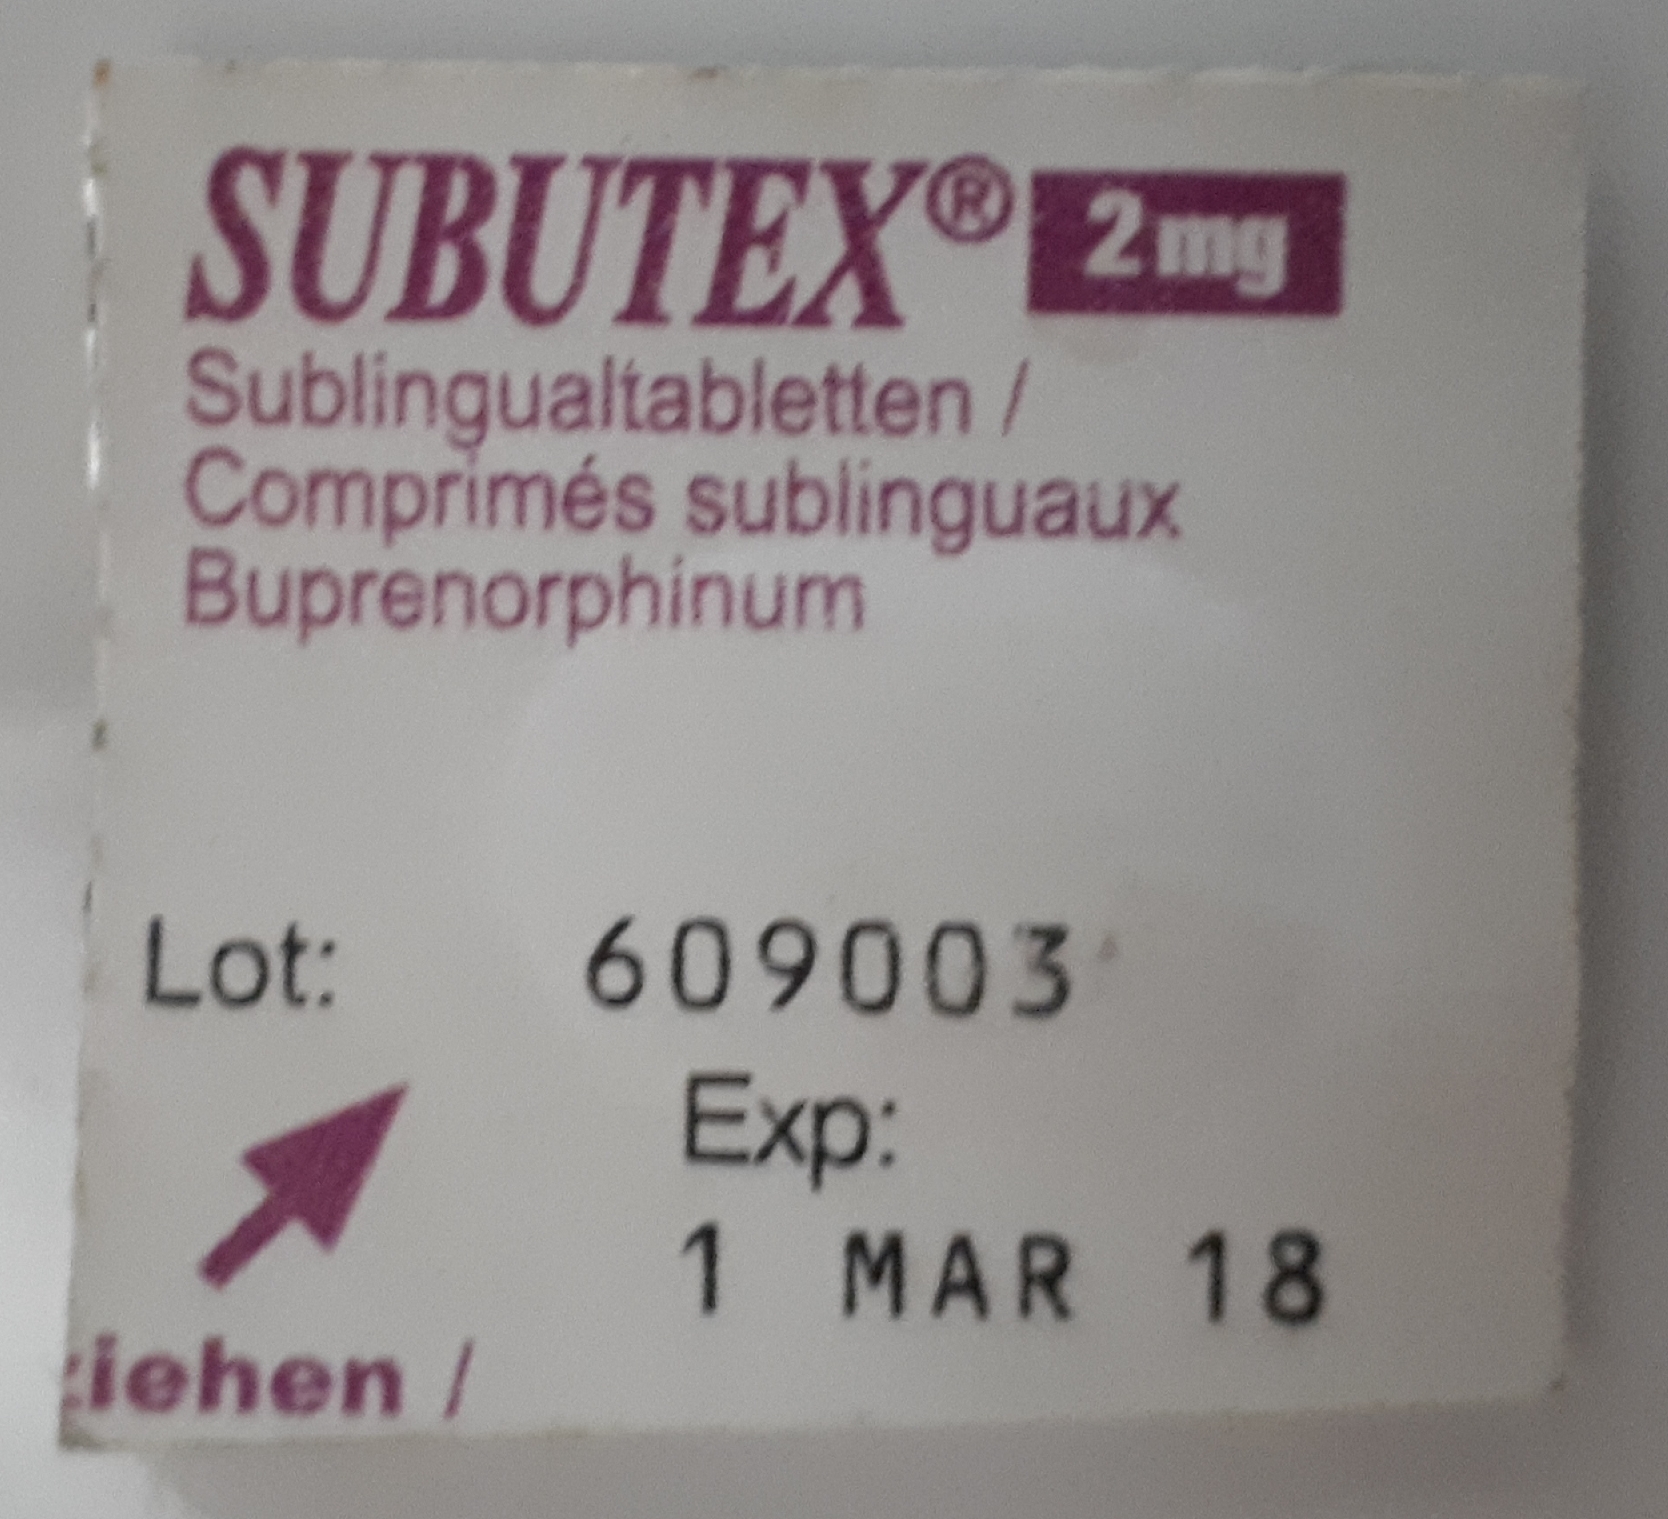 SUBUTEX® 2mg
Sublingualtabletten /
Comprimés sublinguaux
Buprenorphinum
Lot: 609003
Exp:
1 MAR 18
ziehen /